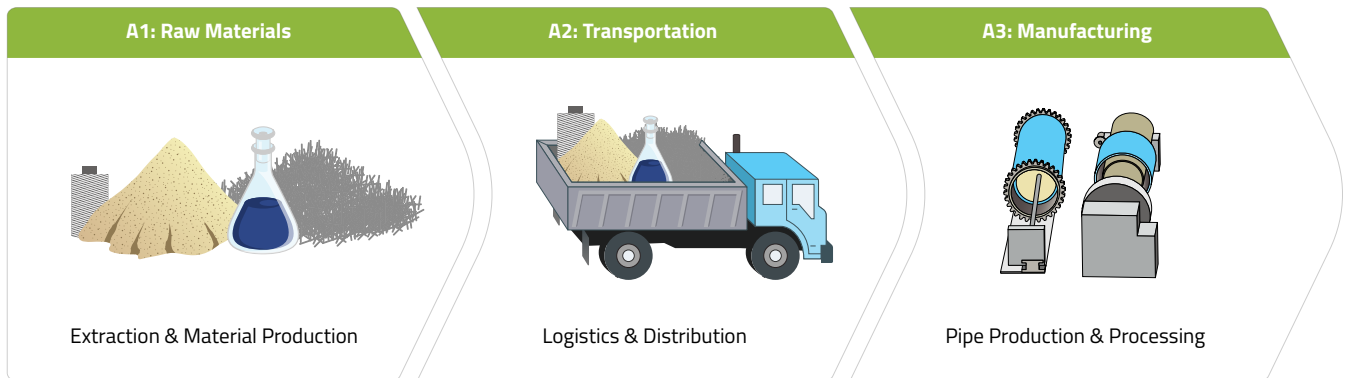 A1: Raw Materials
A2: Transportation
A3: Manufacturing
Extraction & Material Production
Logistics & Distribution
Pipe Production & Processing